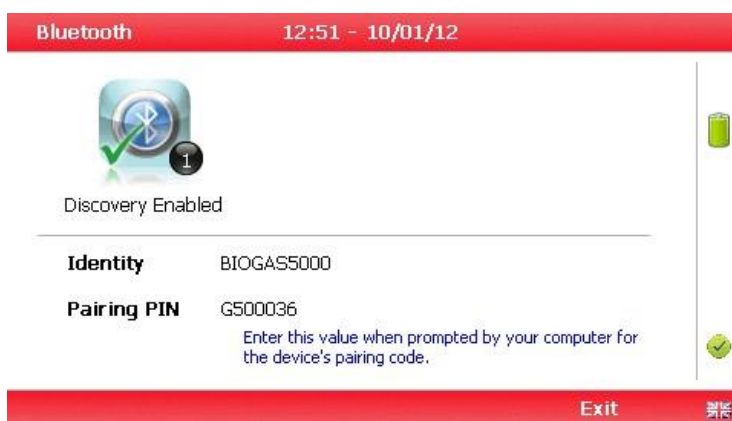 Bluetooth 12:51 - 10/01/12
1
Discovery Enabled
Identity BIOGAS5000
Pairing PIN G500036
Enter this value when prompted by your computer for
the device's pairing code.
Exit